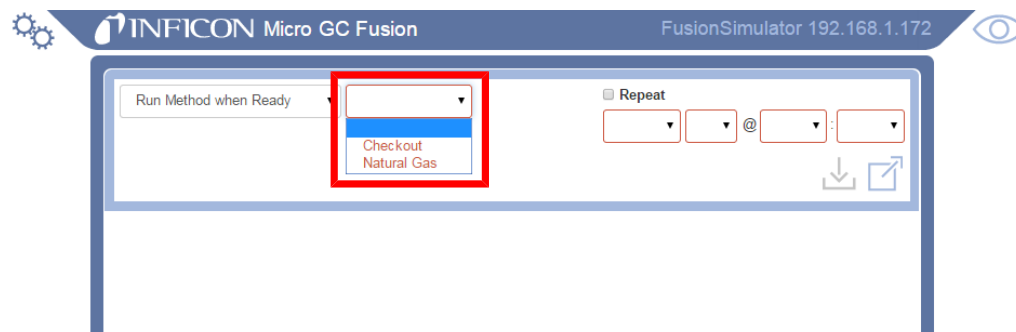 INFICON Micro GC Fusion
FusionSimulator 192.168.1.172
Run Method when Ready
Repeat
@ :
Checkout
Natural Gas